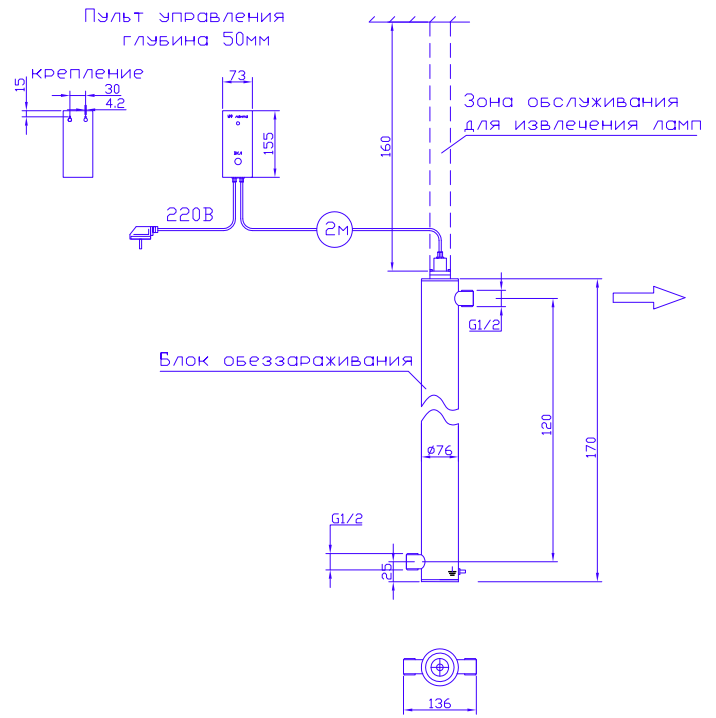 Пульт управления
глубина 50мм
крепление
15
30
4.2
73
155
ВКЛ
160
Зона обслуживания
для извлечения ламп
220В
2м
G1/2
Блок обеззараживания
120
170
ø76
G1/2
25
136